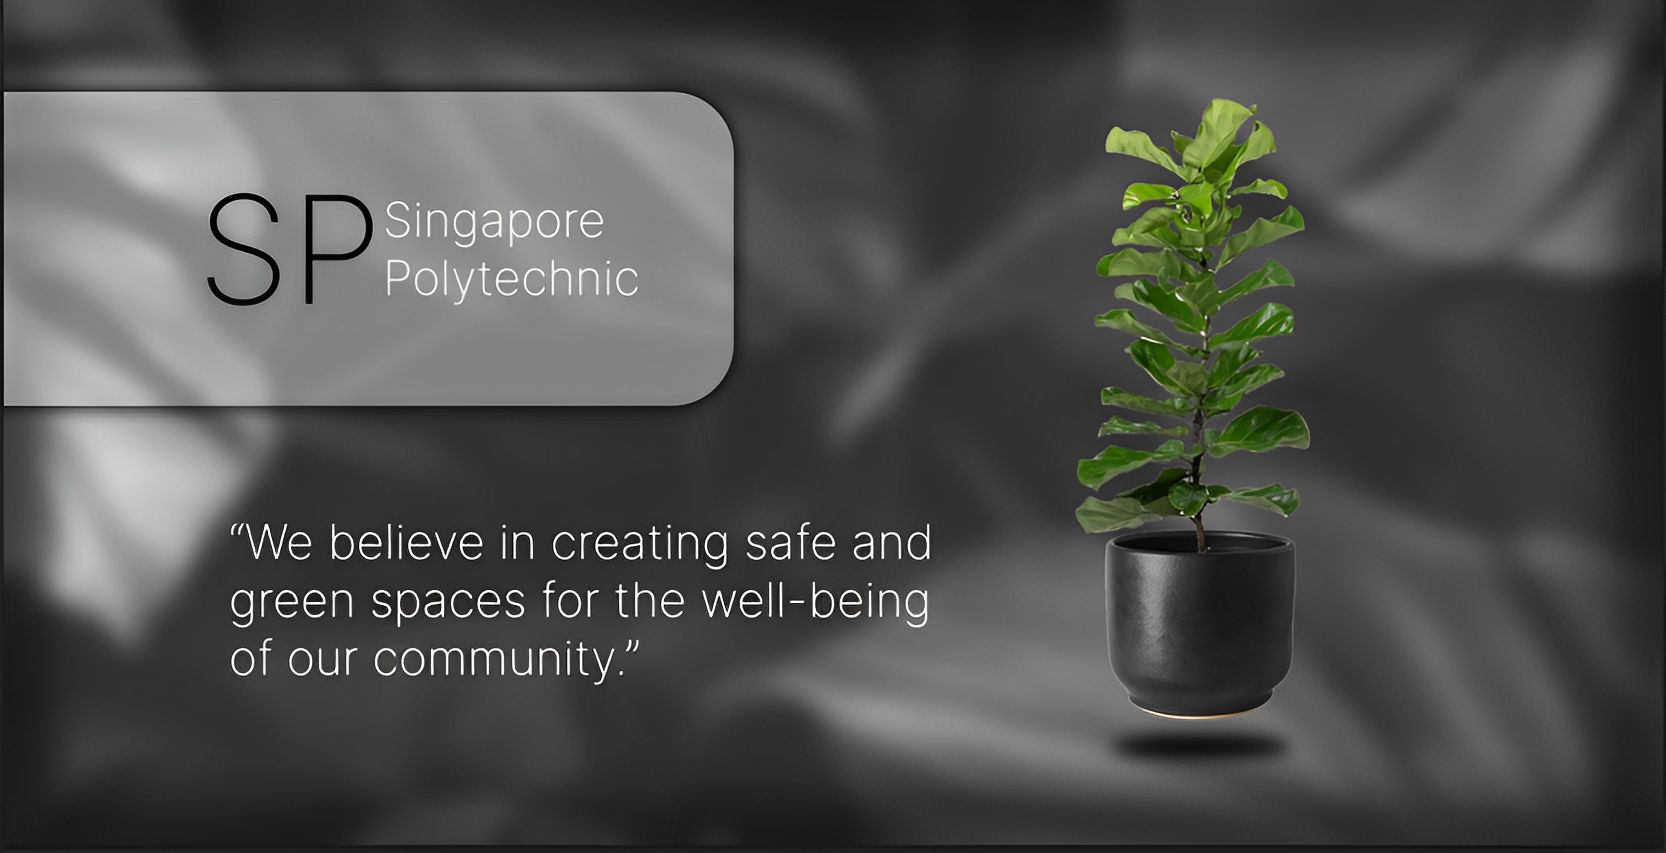 SP Singapore
Polytechnic
“We believe in creating safe and
green spaces for the well-being
of our community.”